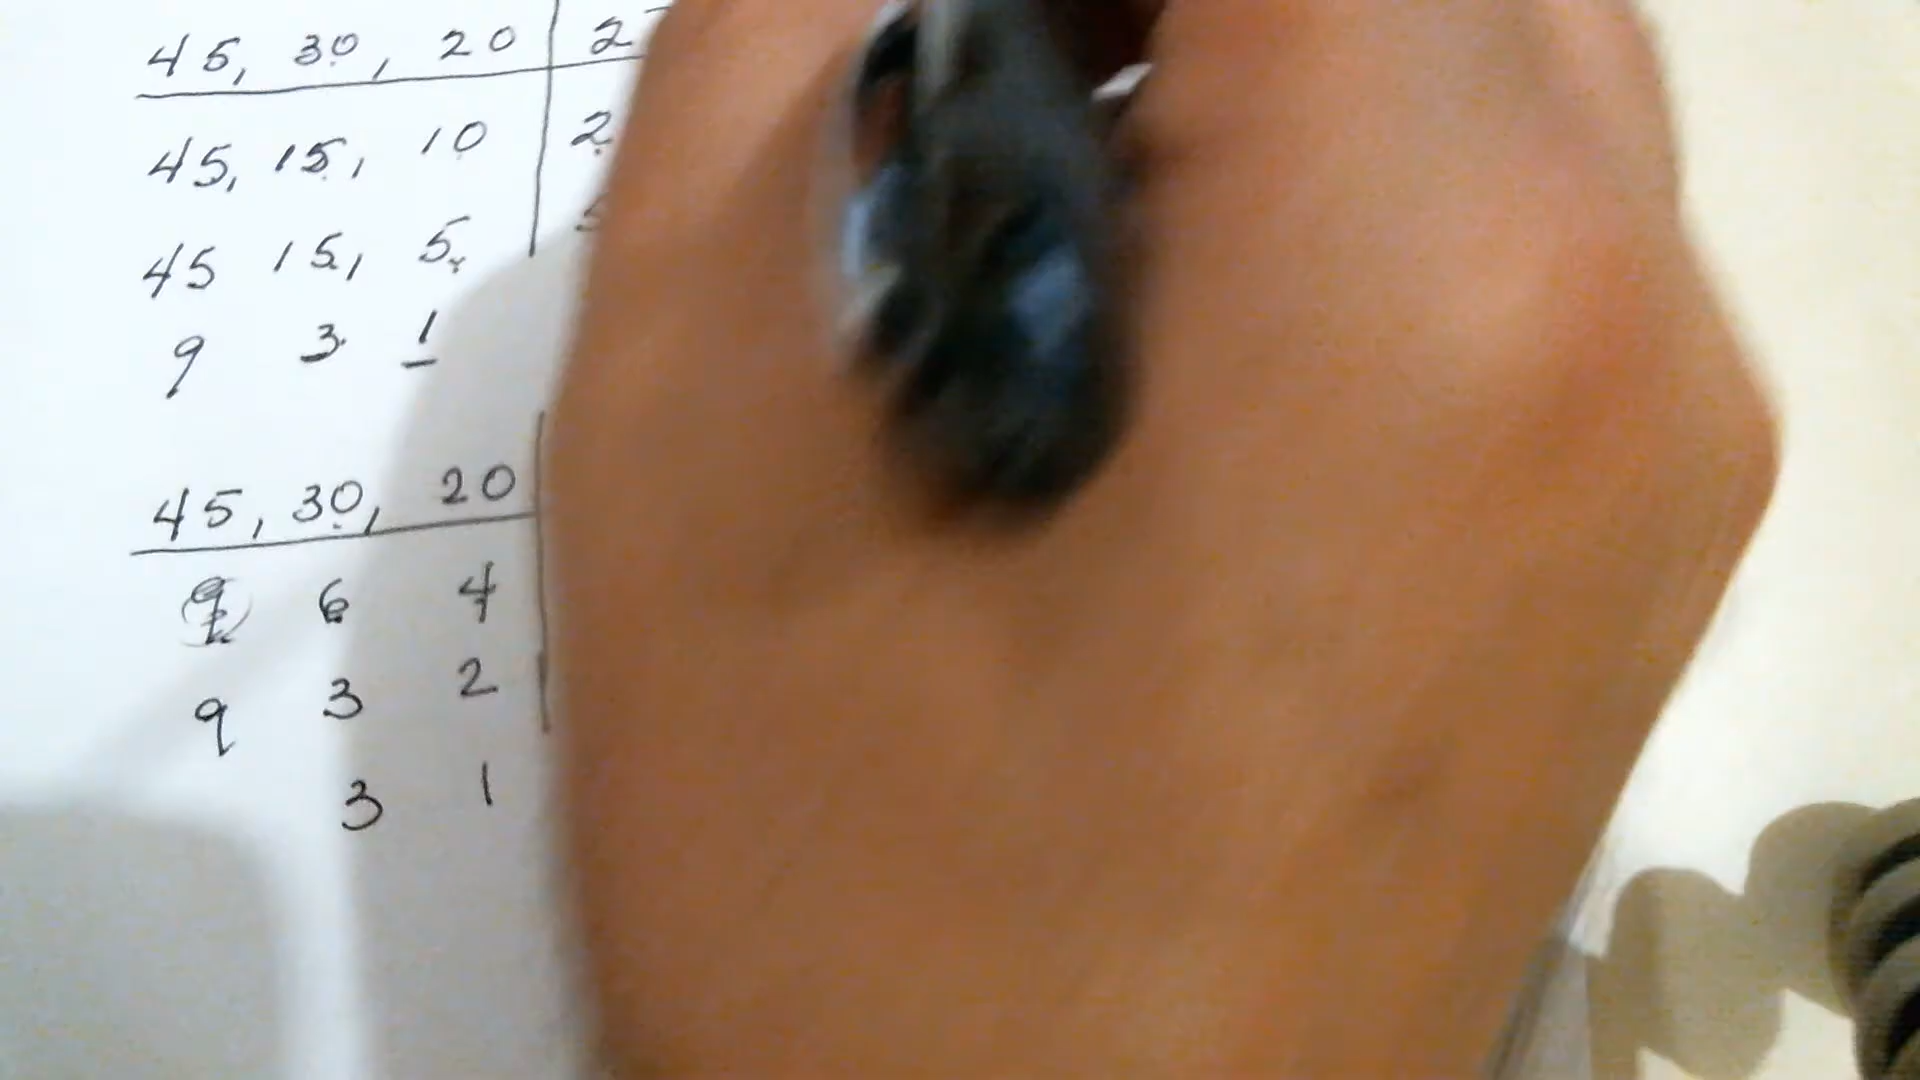 45, 30, 20 | 2
45, 15, 10 | 2
45 15, 5 5
9 3 1
45, 30, 20
9 6 4
9 3 2
3 1